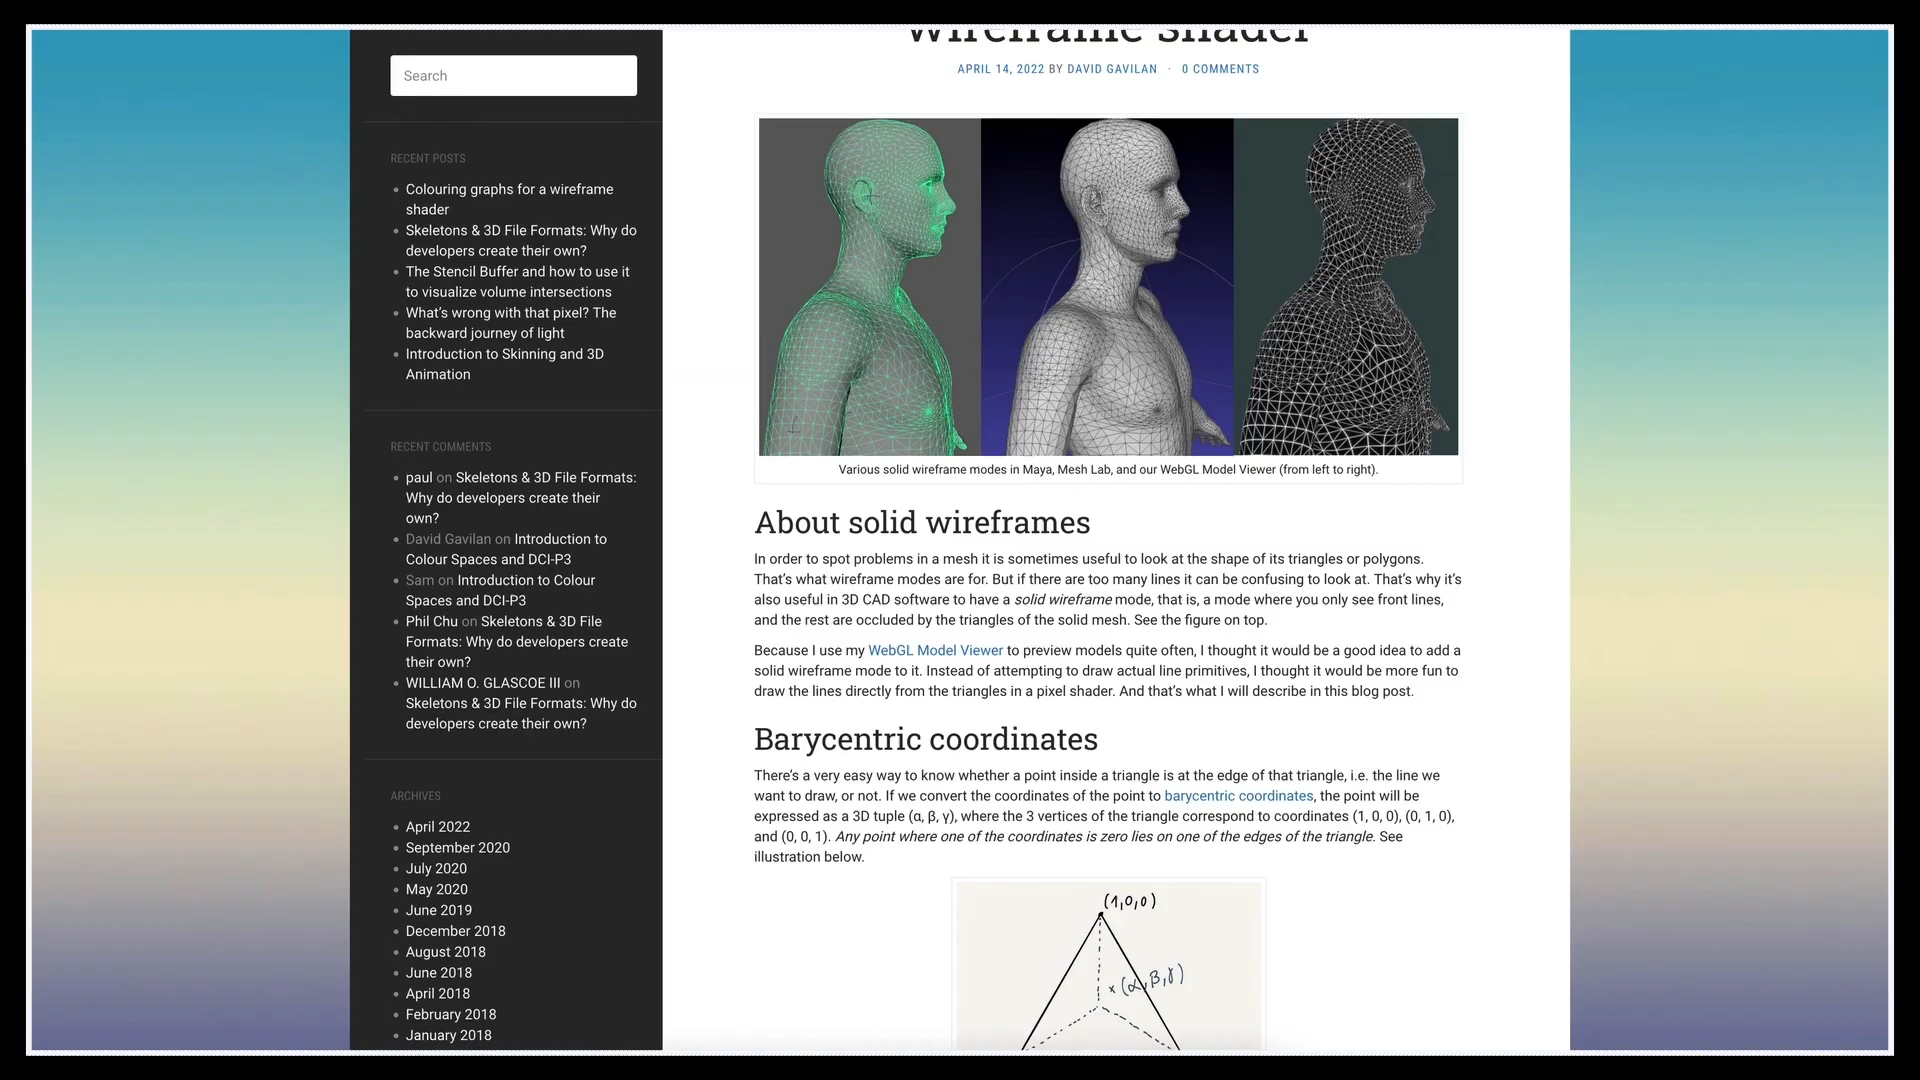 Search
RECENT POSTS
Colouring graphs for a wireframe
shader
Skeletons & 3D File Formats: Why do
developers create their own?
The Stencil Buffer and how to use it
to visualize volume intersections
What’s wrong with that pixel? The
backward journey of light
Introduction to Skinning and 3D
Animation
RECENT COMMENTS
paul on Skeletons & 3D File Formats:
Why do developers create their
own?
David Gavilan on Introduction to
Colour Spaces and DCI-P3
Sam on Introduction to Colour
Spaces and DCI-P3
Phil Chu on Skeletons & 3D File
Formats: Why do developers create
their own?
WILLIAM O. GLASCOE III on
Skeletons & 3D File Formats: Why do
developers create their own?
ARCHIVES
April 2022
September 2020
July 2020
May 2020
June 2019
December 2018
August 2018
June 2018
April 2018
February 2018
January 2018
wireframe shader
APRIL 14, 2022 BY DAVID GAVILAN · 0 COMMENTS
Various solid wireframe modes in Maya, Mesh Lab, and our WebGL Model Viewer (from left to right).
About solid wireframes
In order to spot problems in a mesh it is sometimes useful to look at the shape of its triangles or polygons.
That’s what wireframe modes are for. But if there are too many lines it can be confusing to look at. That’s why it’s
also useful in 3D CAD software to have a solid wireframe mode, that is, a mode where you only see front lines,
and the rest are occluded by the triangles of the solid mesh. See the figure on top.
Because I use my WebGL Model Viewer to preview models quite often, I thought it would be a good idea to add a
solid wireframe mode to it. Instead of attempting to draw actual line primitives, I thought it would be more fun to
draw the lines directly from the triangles in a pixel shader. And that’s what I will describe in this blog post.
Barycentric coordinates
There’s a very easy way to know whether a point inside a triangle is at the edge of that triangle, i.e. the line we
want to draw, or not. If we convert the coordinates of the point to barycentric coordinates, the point will be
expressed as a 3D tuple (α, β, γ), where the 3 vertices of the triangle correspond to coordinates (1, 0, 0), (0, 1, 0),
and (0, 0, 1). Any point where one of the coordinates is zero lies on one of the edges of the triangle. See
illustration below.
(1,0,0)
x (α,β,γ)